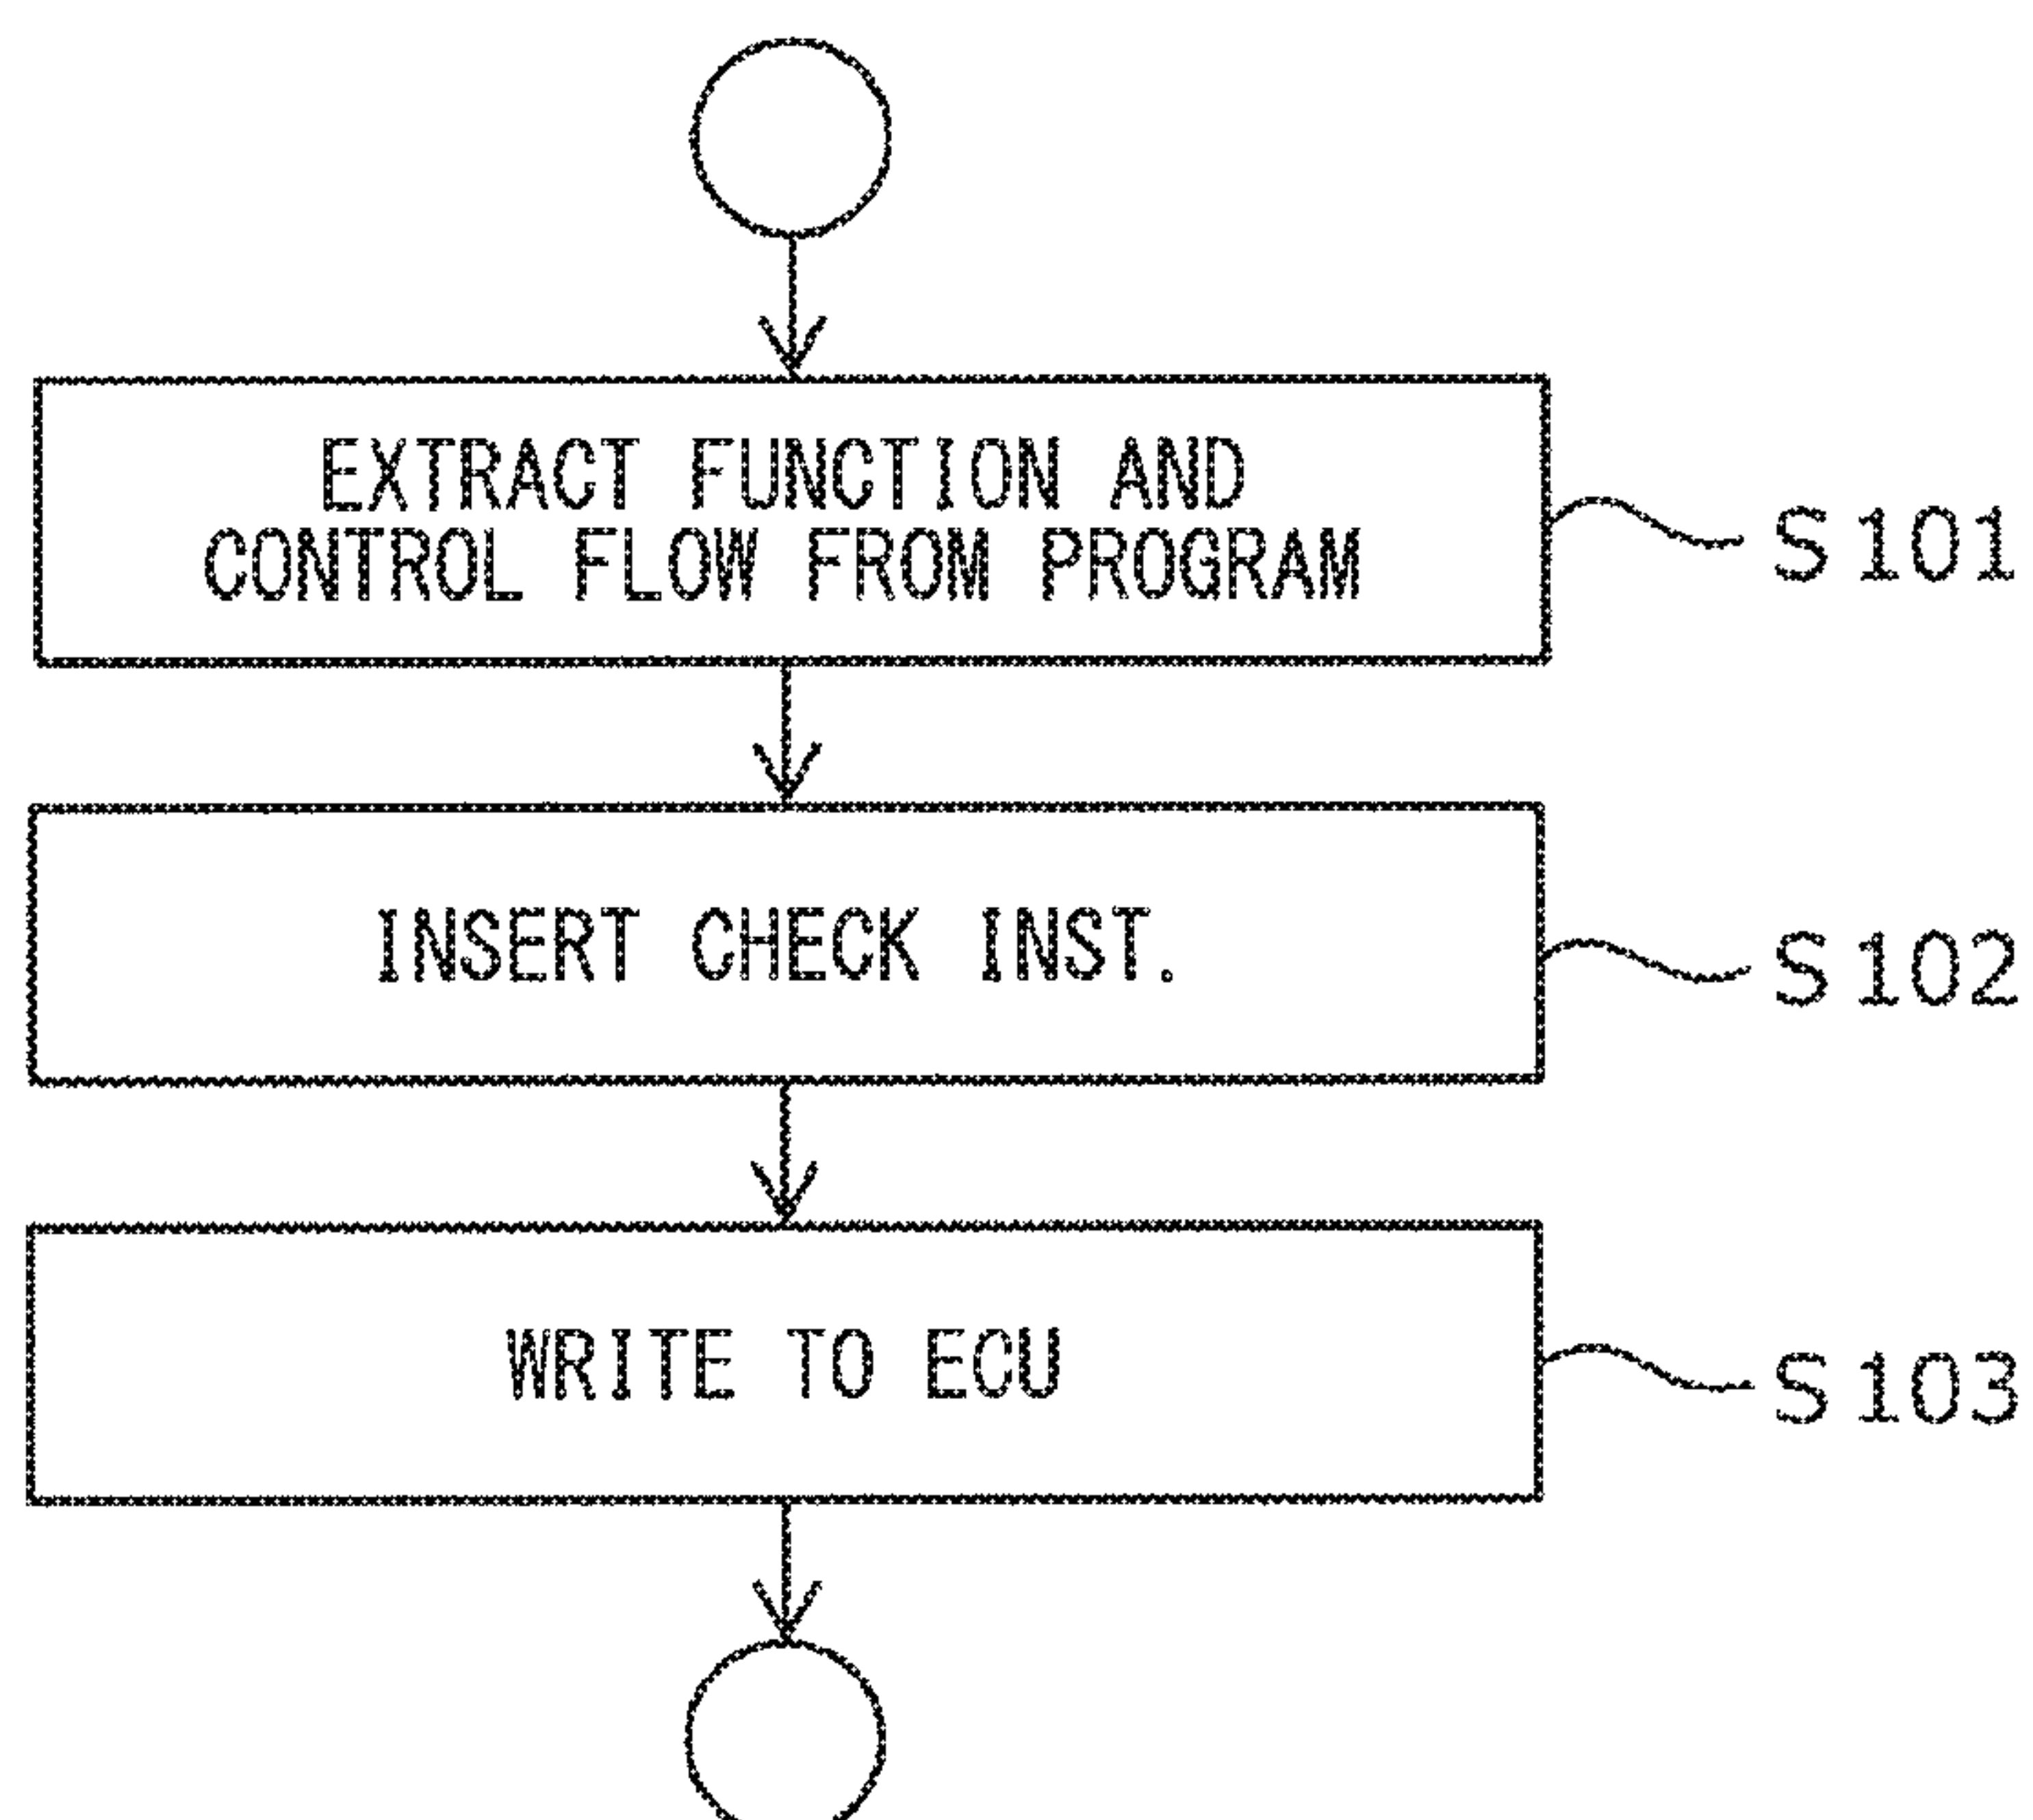 EXTRACT FUNCTION AND
CONTROL FLOW FROM PROGRAM
S101
INSERT CHECK INST.
S102
WRITE TO ECU
S103